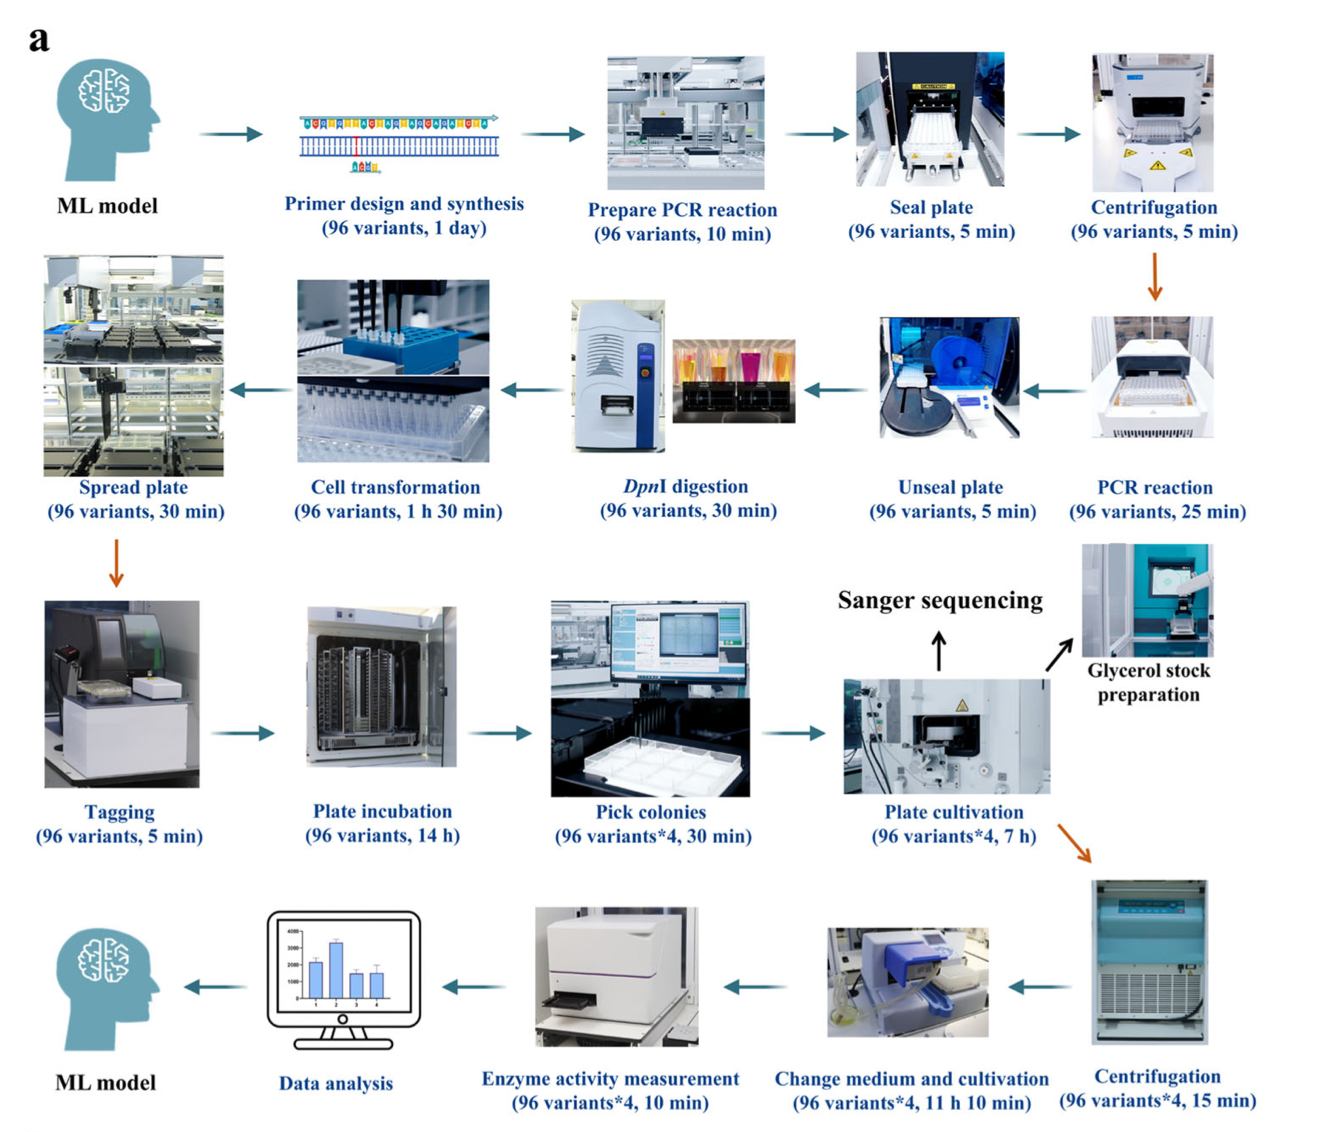 a
ML model
Primer design and synthesis
(96 variants, 1 day)
Prepare PCR reaction
(96 variants, 10 min)
Seal plate
(96 variants, 5 min)
Centrifugation
(96 variants, 5 min)
Spread plate
(96 variants, 30 min)
Cell transformation
(96 variants, 1 h 30 min)
DpnI digestion
(96 variants, 30 min)
Unseal plate
(96 variants, 5 min)
PCR reaction
(96 variants, 25 min)
Sanger sequencing
Glycerol stock
preparation
Tagging
(96 variants, 5 min)
Plate incubation
(96 variants, 14 h)
Pick colonies
(96 variants*4, 30 min)
Plate cultivation
(96 variants*4, 7 h)
4000
3000
2000
1000
0
1 2 3 4
ML model
Data analysis
Enzyme activity measurement
(96 variants*4, 10 min)
Change medium and cultivation
(96 variants*4, 11 h 10 min)
Centrifugation
(96 variants*4, 15 min)